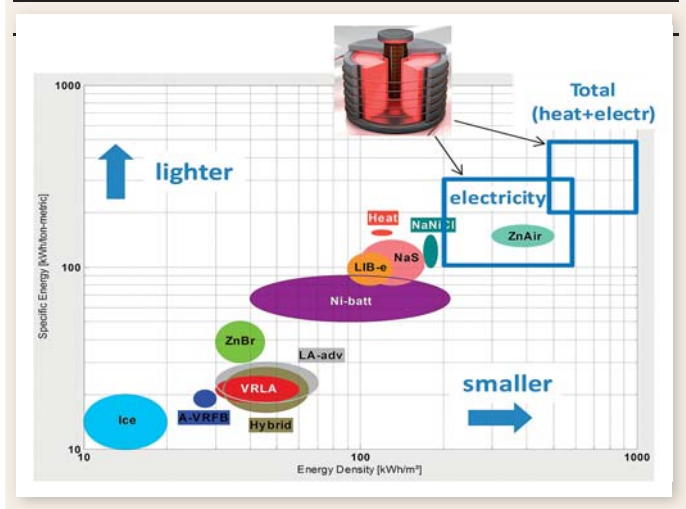 Total
(heat+electr)
1000
lighter
electricity
Heat
NaNiCl
ZnAir
NaS
LIB-e
100
Ni-batt
ZnBr
LA-adv
smaller
VRLA
Ice
A-VRFB
Hybrid
10
10
100
1000
Energy Density [kWh/m³]
Specific Energy [kWh/ton-metric]